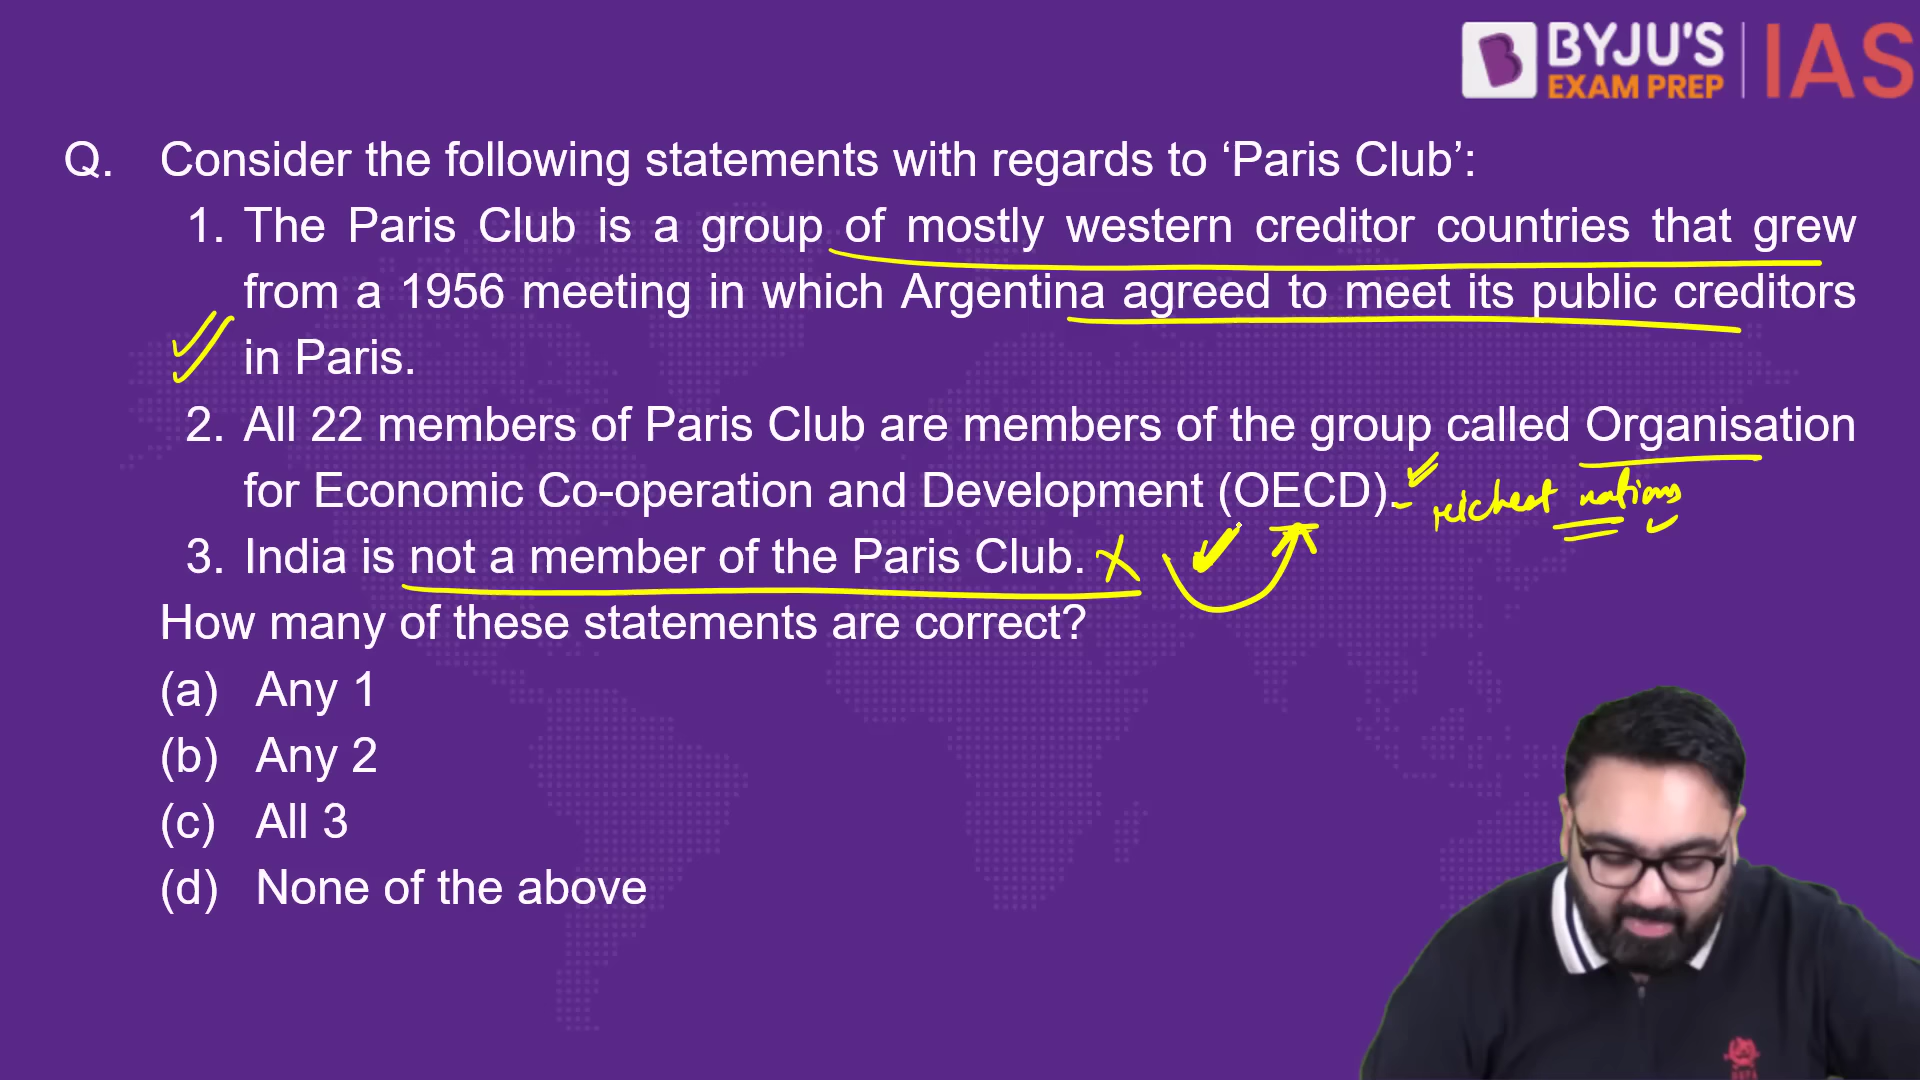 BYJU'S
EXAM PREP
IAS
Q. Consider the following statements with regards to ‘Paris Club’:
1. The Paris Club is a group of mostly western creditor countries that grew
from a 1956 meeting in which Argentina agreed to meet its public creditors
in Paris.
2. All 22 members of Paris Club are members of the group called Organisation
for Economic Co-operation and Development (OECD).
richest nations
3. India is not a member of the Paris Club.
How many of these statements are correct?
(a) Any 1
(b) Any 2
(c) All 3
(d) None of the above